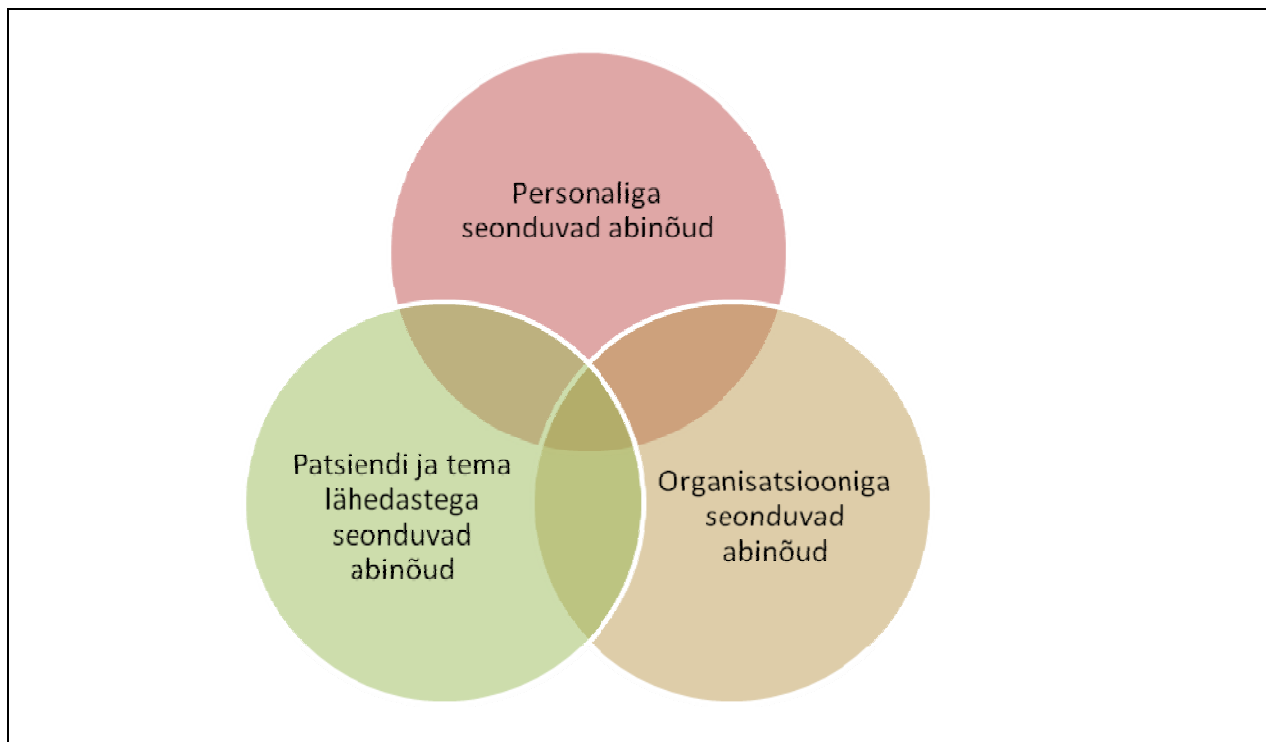 Personaliga
seonduvad abinõud
Patsiendi ja tema
lähedastega
seonduvad
abinõud
Organisatsiooniga
seonduvad
abinõud